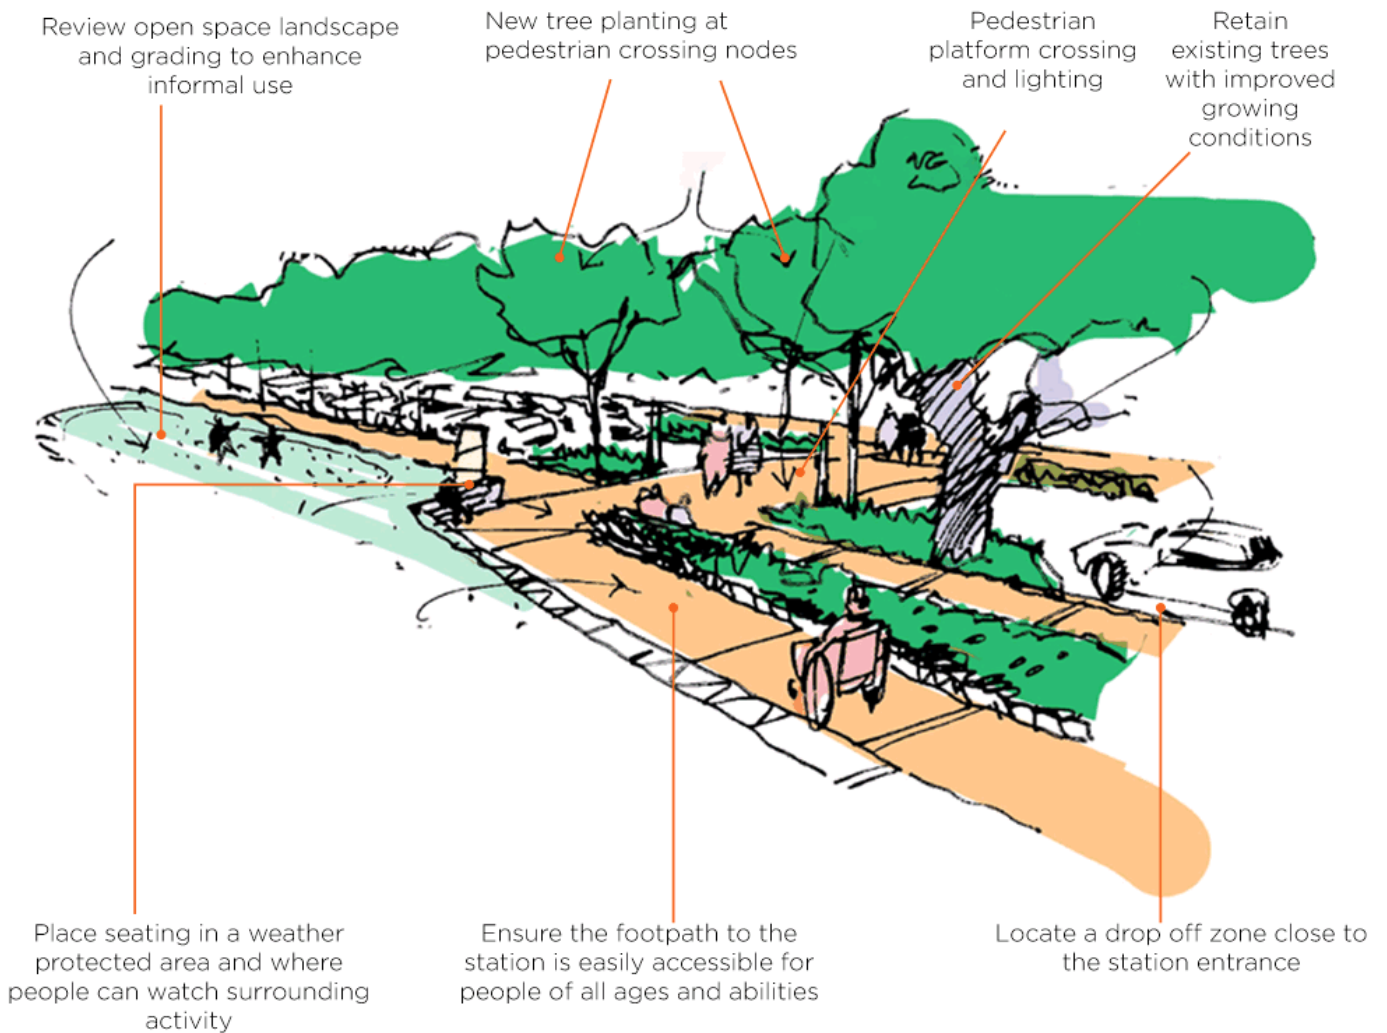 Review open space landscape
and grading to enhance
informal use
New tree planting at
pedestrian crossing nodes
Pedestrian
platform crossing
and lighting
Retain
existing trees
with improved
growing
conditions
Place seating in a weather
protected area and where
people can watch surrounding
activity
Ensure the footpath to the
station is easily accessible for
people of all ages and abilities
Locate a drop off zone close to
the station entrance